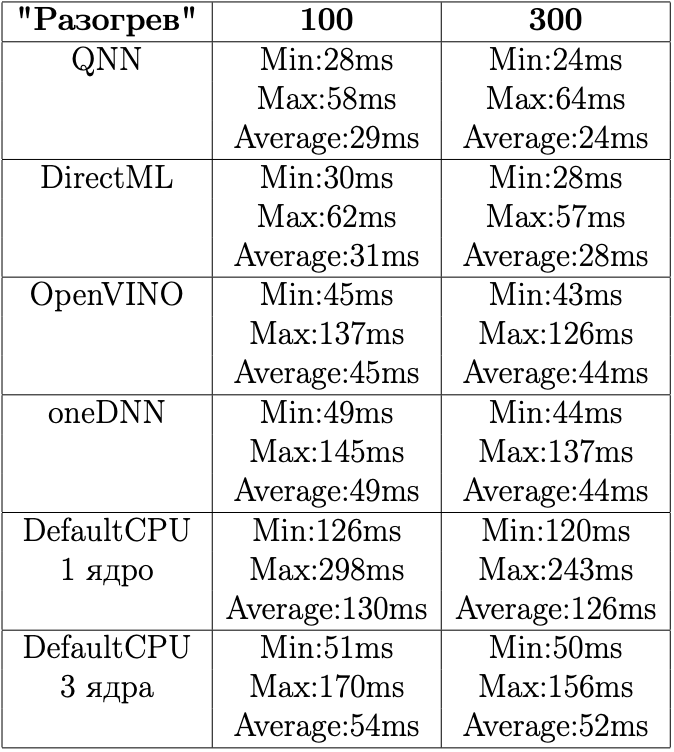 "Разогрев" 100 300
QNN Min:28ms Min:24ms
Max:58ms Max:64ms
Average:29ms Average:24ms
DirectML Min:30ms Min:28ms
Max:62ms Max:57ms
Average:31ms Average:28ms
OpenVINO Min:45ms Min:43ms
Max:137ms Max:126ms
Average:45ms Average:44ms
oneDNN Min:49ms Min:44ms
Max:145ms Max:137ms
Average:49ms Average:44ms
DefaultCPU Min:126ms Min:120ms
1 ядро Max:298ms Max:243ms
Average:130ms Average:126ms
DefaultCPU Min:51ms Min:50ms
3 ядра Max:170ms Max:156ms
Average:54ms Average:52ms